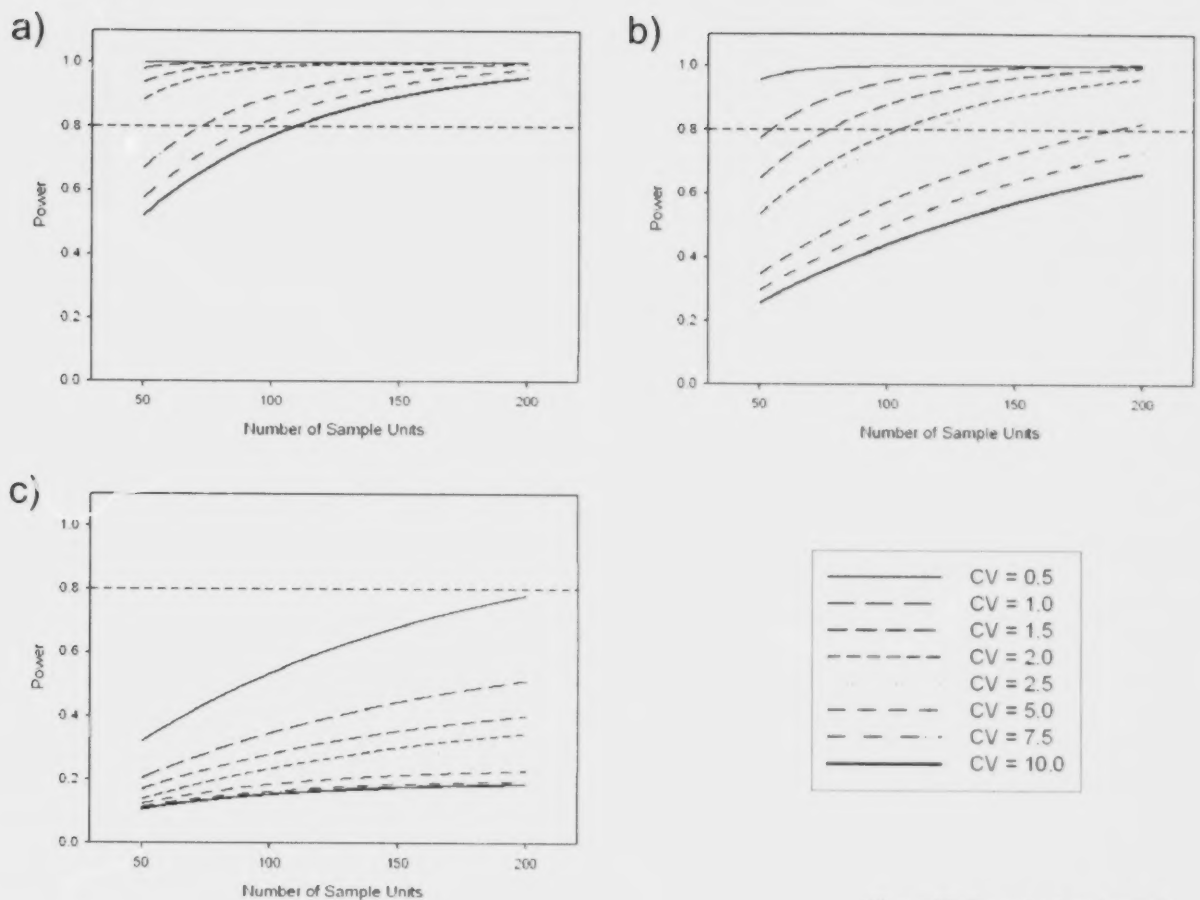 a)
1.0
0.8
0.6
0.4
0.2
0.0
Power
50
100
150
200
Number of Sample Units
b)
1.0
0.8
0.6
0.4
0.2
0.0
Power
50
100
150
200
Number of Sample Units
c)
1.0
0.8
0.6
0.4
0.2
0.0
Power
50
100
150
200
Number of Sample Units
CV = 0.5
CV = 1.0
CV = 1.5
CV = 2.0
CV = 2.5
CV = 5.0
CV = 7.5
CV = 10.0